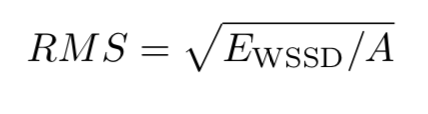 RMS = √E_WSSD/A